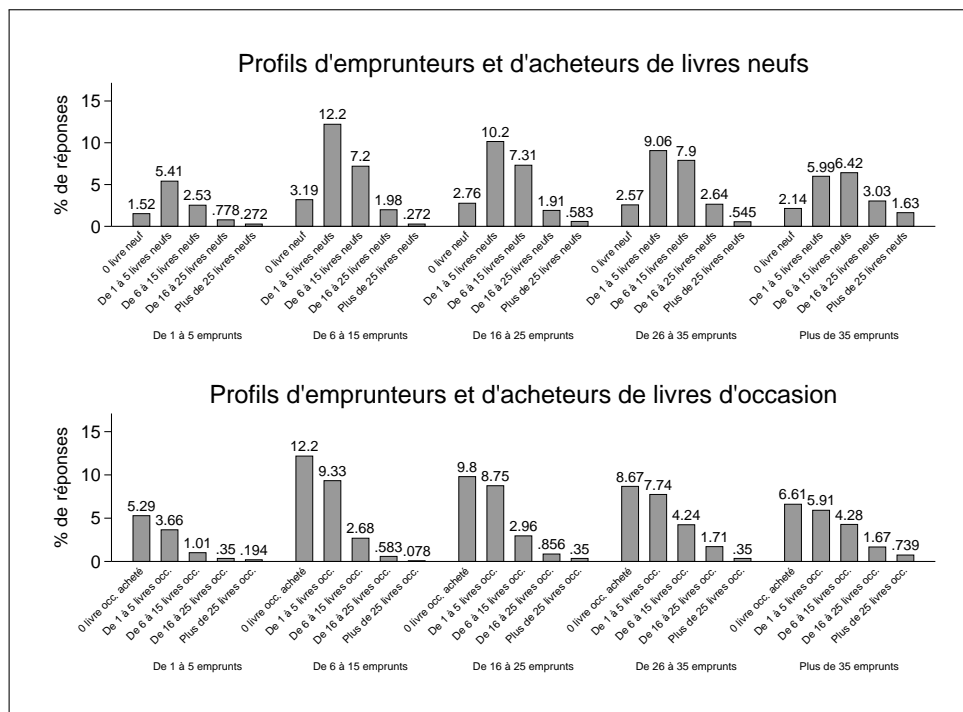 Profils d'emprunteurs et d'acheteurs de livres neufs
% de réponses
15
10
5
0
1.52 5.41 2.53 .778 .272
3.19 12.2 7.2 1.98 .272
2.76 10.2 7.31 1.91 .583
2.57 9.06 7.9 2.64 .545
2.14 5.99 6.42 3.03 1.63
0 livre neuf De 1 à 5 livres neufs De 6 à 15 livres neufs De 16 à 25 livres neufs Plus de 25 livres neufs
0 livre neuf De 1 à 5 livres neufs De 6 à 15 livres neufs De 16 à 25 livres neufs Plus de 25 livres neufs
0 livre neuf De 1 à 5 livres neufs De 6 à 15 livres neufs De 16 à 25 livres neufs Plus de 25 livres neufs
0 livre neuf De 1 à 5 livres neufs De 6 à 15 livres neufs De 16 à 25 livres neufs Plus de 25 livres neufs
0 livre neuf De 1 à 5 livres neufs De 6 à 15 livres neufs De 16 à 25 livres neufs Plus de 25 livres neufs
De 1 à 5 emprunts De 6 à 15 emprunts De 16 à 25 emprunts De 26 à 35 emprunts Plus de 35 emprunts
Profils d'emprunteurs et d'acheteurs de livres d'occasion
% de réponses
15
10
5
0
5.29 3.66 1.01 .35 .194
12.2 9.33 2.68 .583 .078
9.8 8.75 2.96 .856 .35
8.67 7.74 4.24 1.71 .35
6.61 5.91 4.28 1.67 .739
0 livre occ. acheté De 1 à 5 livres occ. De 6 à 15 livres occ. De 16 à 25 livres occ. Plus de 25 livres occ.
0 livre occ. acheté De 1 à 5 livres occ. De 6 à 15 livres occ. De 16 à 25 livres occ. Plus de 25 livres occ.
0 livre occ. acheté De 1 à 5 livres occ. De 6 à 15 livres occ. De 16 à 25 livres occ. Plus de 25 livres occ.
0 livre occ. acheté De 1 à 5 livres occ. De 6 à 15 livres occ. De 16 à 25 livres occ. Plus de 25 livres occ.
0 livre occ. acheté De 1 à 5 livres occ. De 6 à 15 livres occ. De 16 à 25 livres occ. Plus de 25 livres occ.
De 1 à 5 emprunts De 6 à 15 emprunts De 16 à 25 emprunts De 26 à 35 emprunts Plus de 35 emprunts